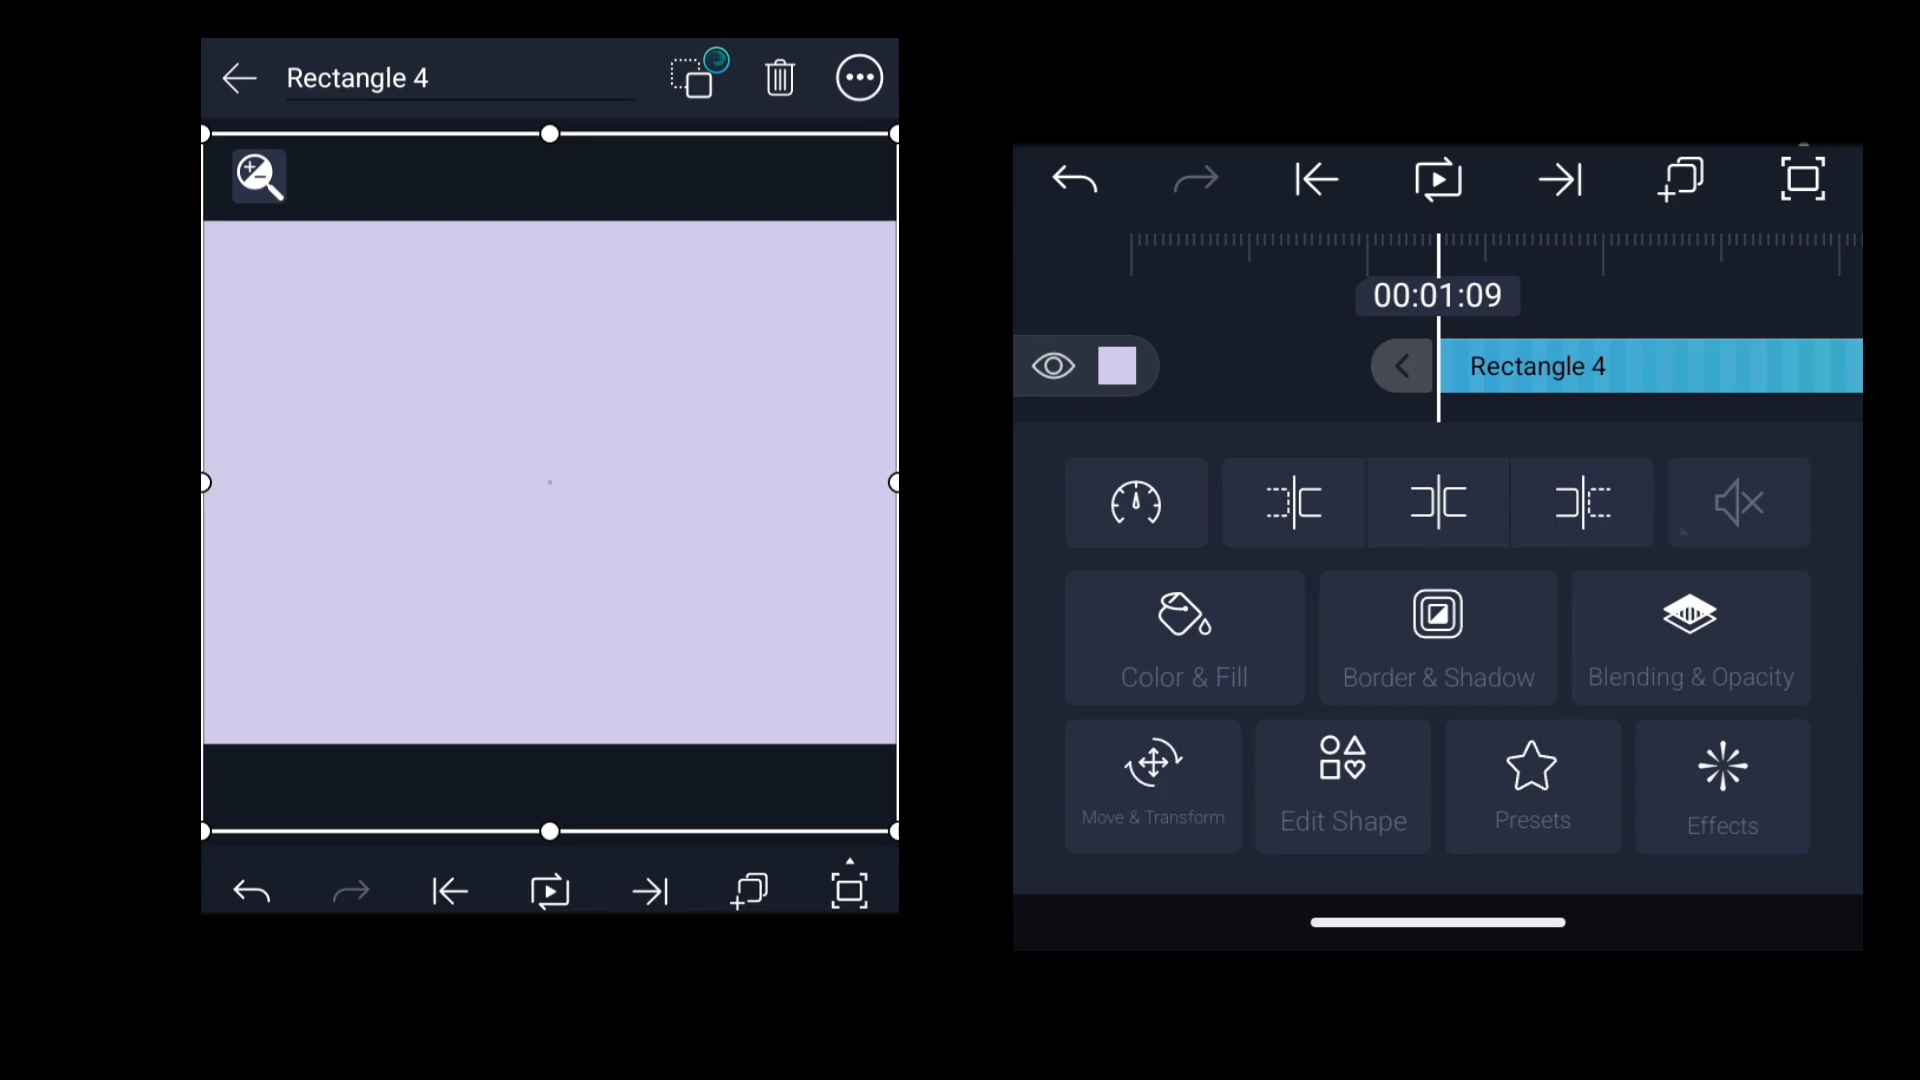 Rectangle 4
00:01:09
Rectangle 4
Color & Fill
Border & Shadow
Blending & Opacity
Move & Transform
Edit Shape
Presets
Effects